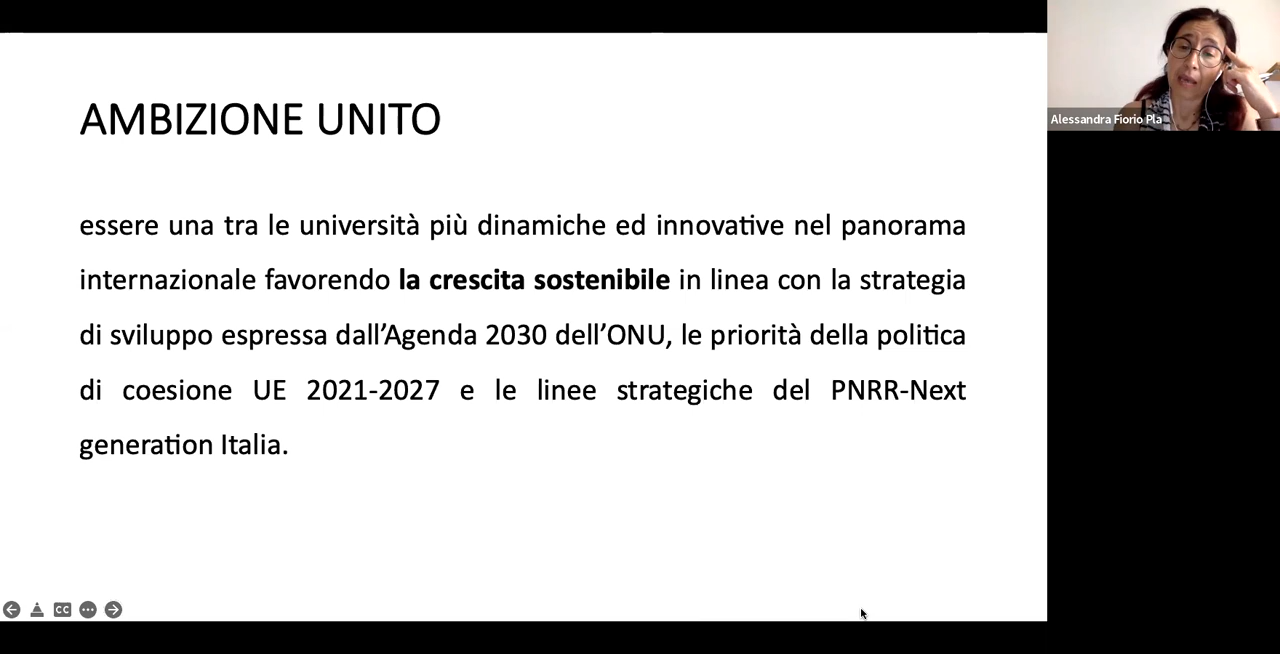 AMBIZIONE UNITO
essere una tra le università più dinamiche ed innovative nel panorama
internazionale favorendo la crescita sostenibile in linea con la strategia
di sviluppo espressa dall’Agenda 2030 dell’ONU, le priorità della politica
di coesione UE 2021-2027 e le linee strategiche del PNRR-Next
generation Italia.
Alessandra Fiorio Pla
CC